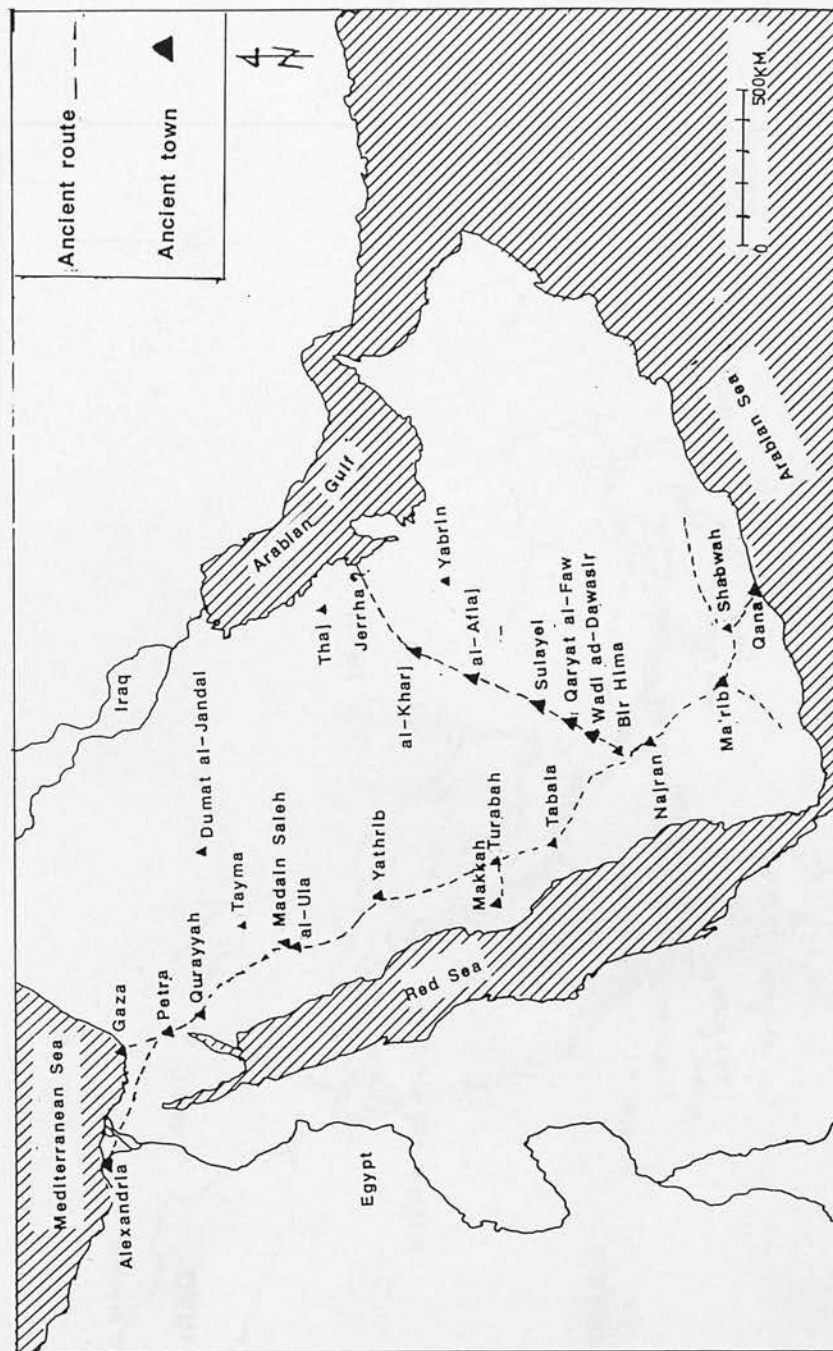 Ancient route
Ancient town
N
Mediterranean Sea
Alexandria
Gaza
Petra
Qurayyah
Tayma
Dumat al-Jandal
Iraq
Madain Saleh
al-Ula
Yathrib
Egypt
Red Sea
Makkah
Turabah
Tabala
Arabian Gulf
Thaj
Jerrha ?
Yabrin
al-Kharj
al-Aflaj
Sulayel
Qaryat al-Faw
Wadi ad-Dawasir
Bir Hima
Najran
Ma'rib
Shabwah
Qana
Arabian Sea
0 500KM